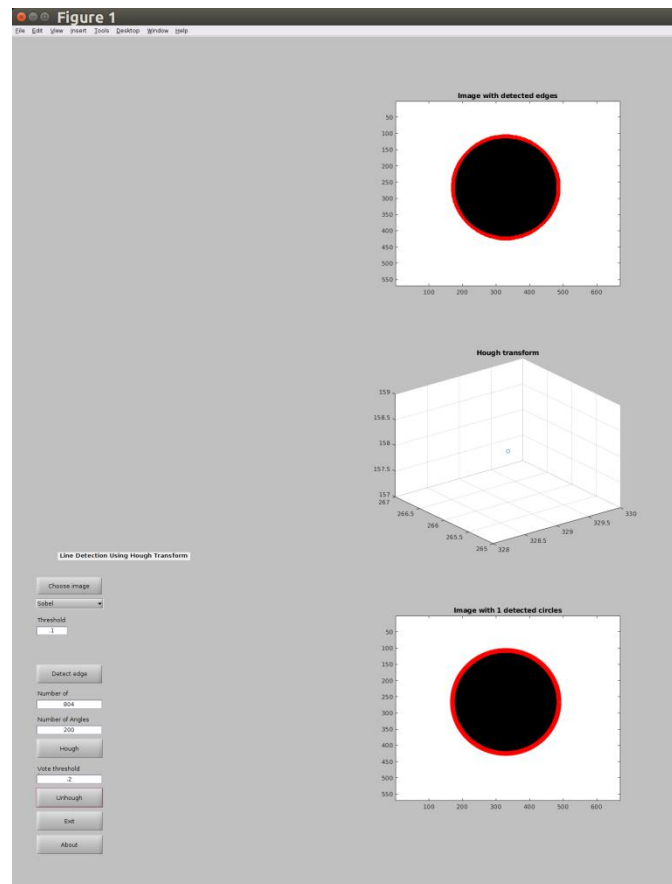 Figure 1
File Edit View Insert Tools Desktop Window Help
Image with detected edges
50
100
150
200
250
300
350
400
450
500
550
100 200 300 400 500 600
Hough transform
159
158.5
158
157.5
157
267
266.5
266
265.5
265
328
328.5
329
329.5
330
Line Detection Using Hough Transform
Choose image
Sobel
Threshold
.1
Detect edge
Number of
804
Number of Angles
200
Hough
Vote threshold
.2
Unhough
Exit
About
Image with 1 detected circles
50
100
150
200
250
300
350
400
450
500
550
100 200 300 400 500 600